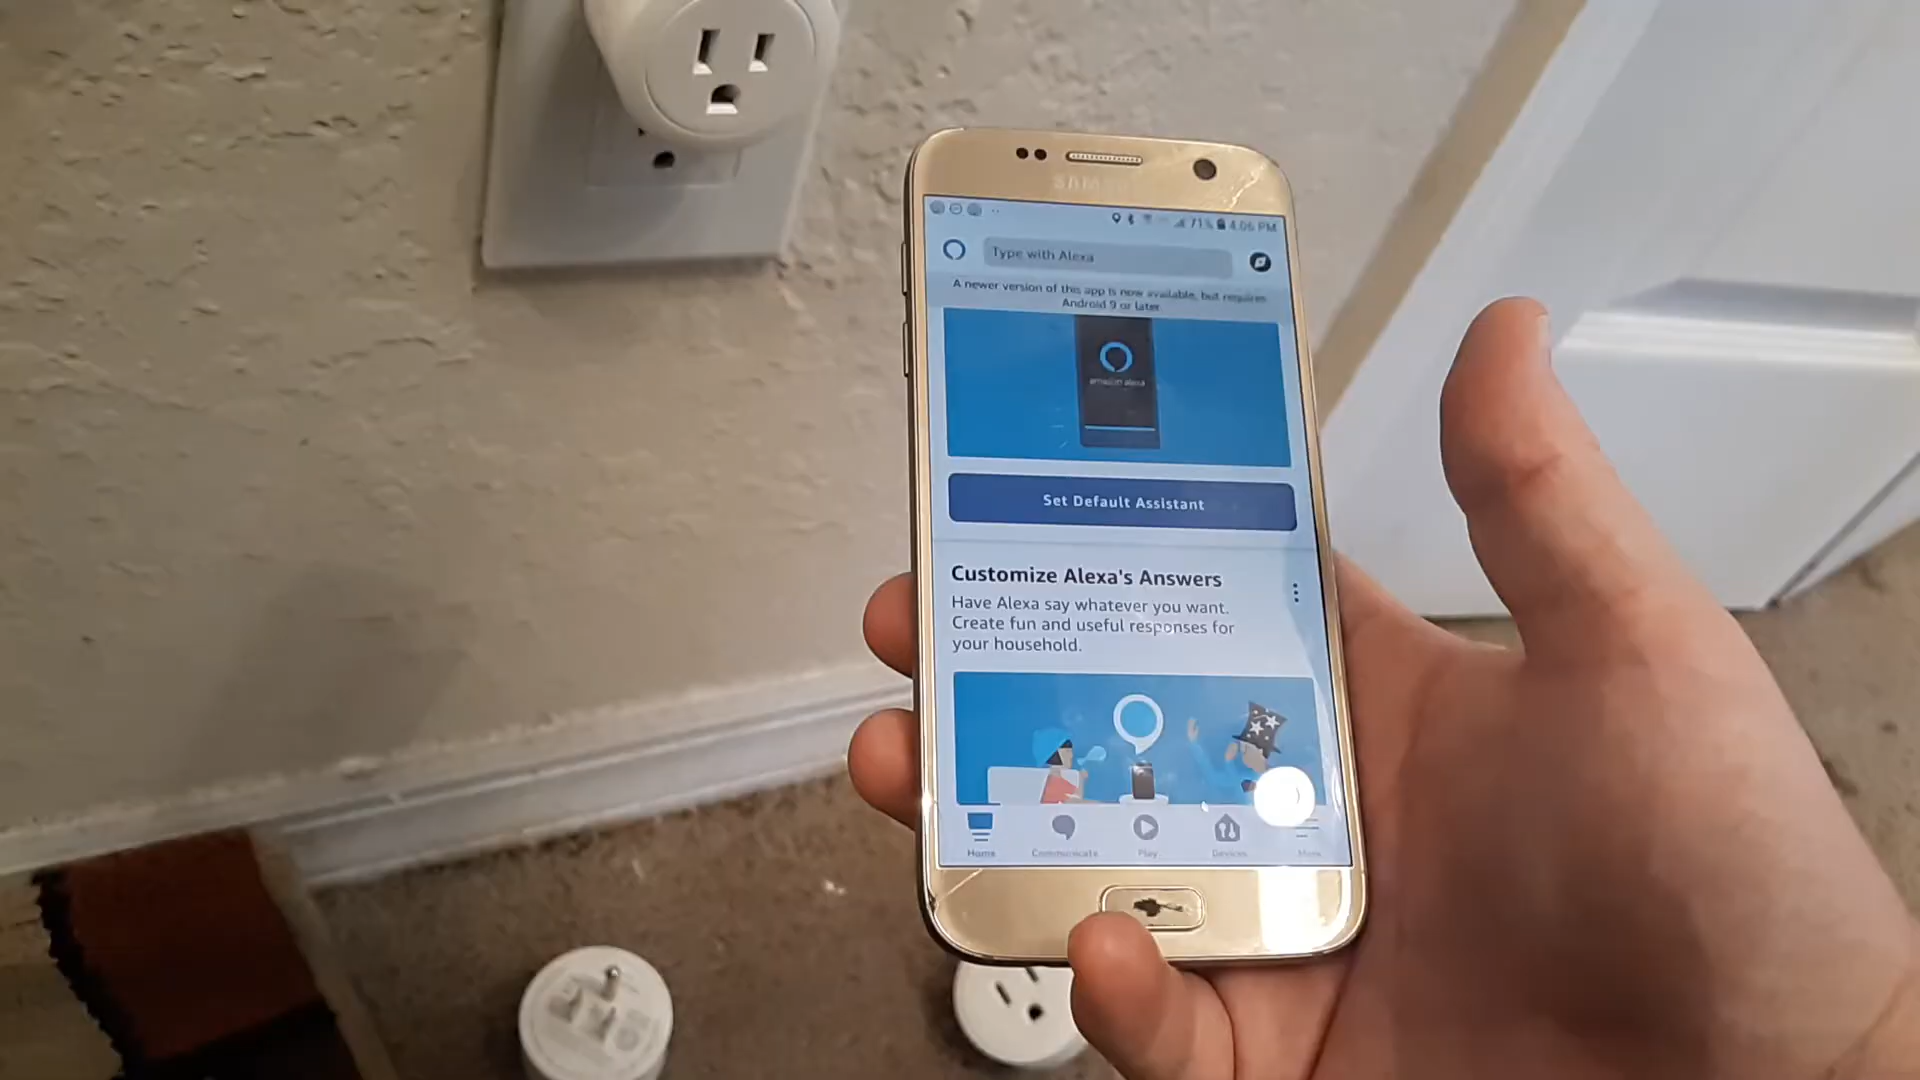 SAMSUNG
71% 4:05 PM
Type with Alexa
A newer version of this app is now available, but requires
Android 9 or later
amazon alexa
Set Default Assistant
Customize Alexa's Answers
Have Alexa say whatever you want.
Create fun and useful responses for
your household.
Home Communicate Play Devices More